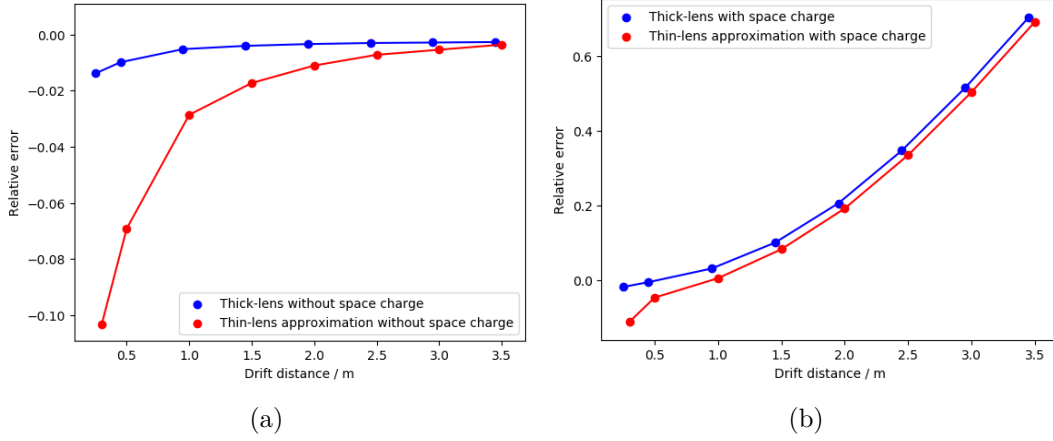 0.00
−0.02
−0.04
−0.06
−0.08
−0.10
Relative error
Thick-lens without space charge
Thin-lens approximation without space charge
0.5 1.0 1.5 2.0 2.5 3.0 3.5
Drift distance / m
(a)
Thick-lens with space charge
Thin-lens approximation with space charge
0.6
0.4
0.2
0.0
Relative error
0.5 1.0 1.5 2.0 2.5 3.0 3.5
Drift distance / m
(b)